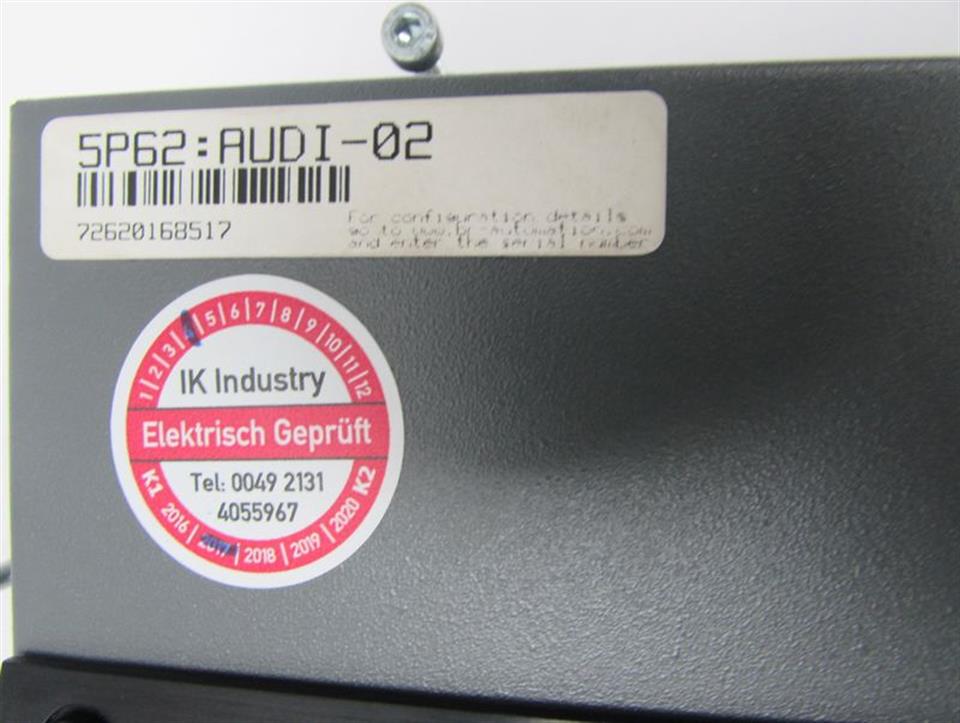 5P62:AUDI-02
72620168517
For configuration details
go to www.br-automation.com
and enter the serial number
1|2|3|4|5|6|7|8|9|10|11|12
IK Industry
Elektrisch Geprüft
Tel: 0049 2131
4055967
K1 2016|2017|2018|2019|2020 K2